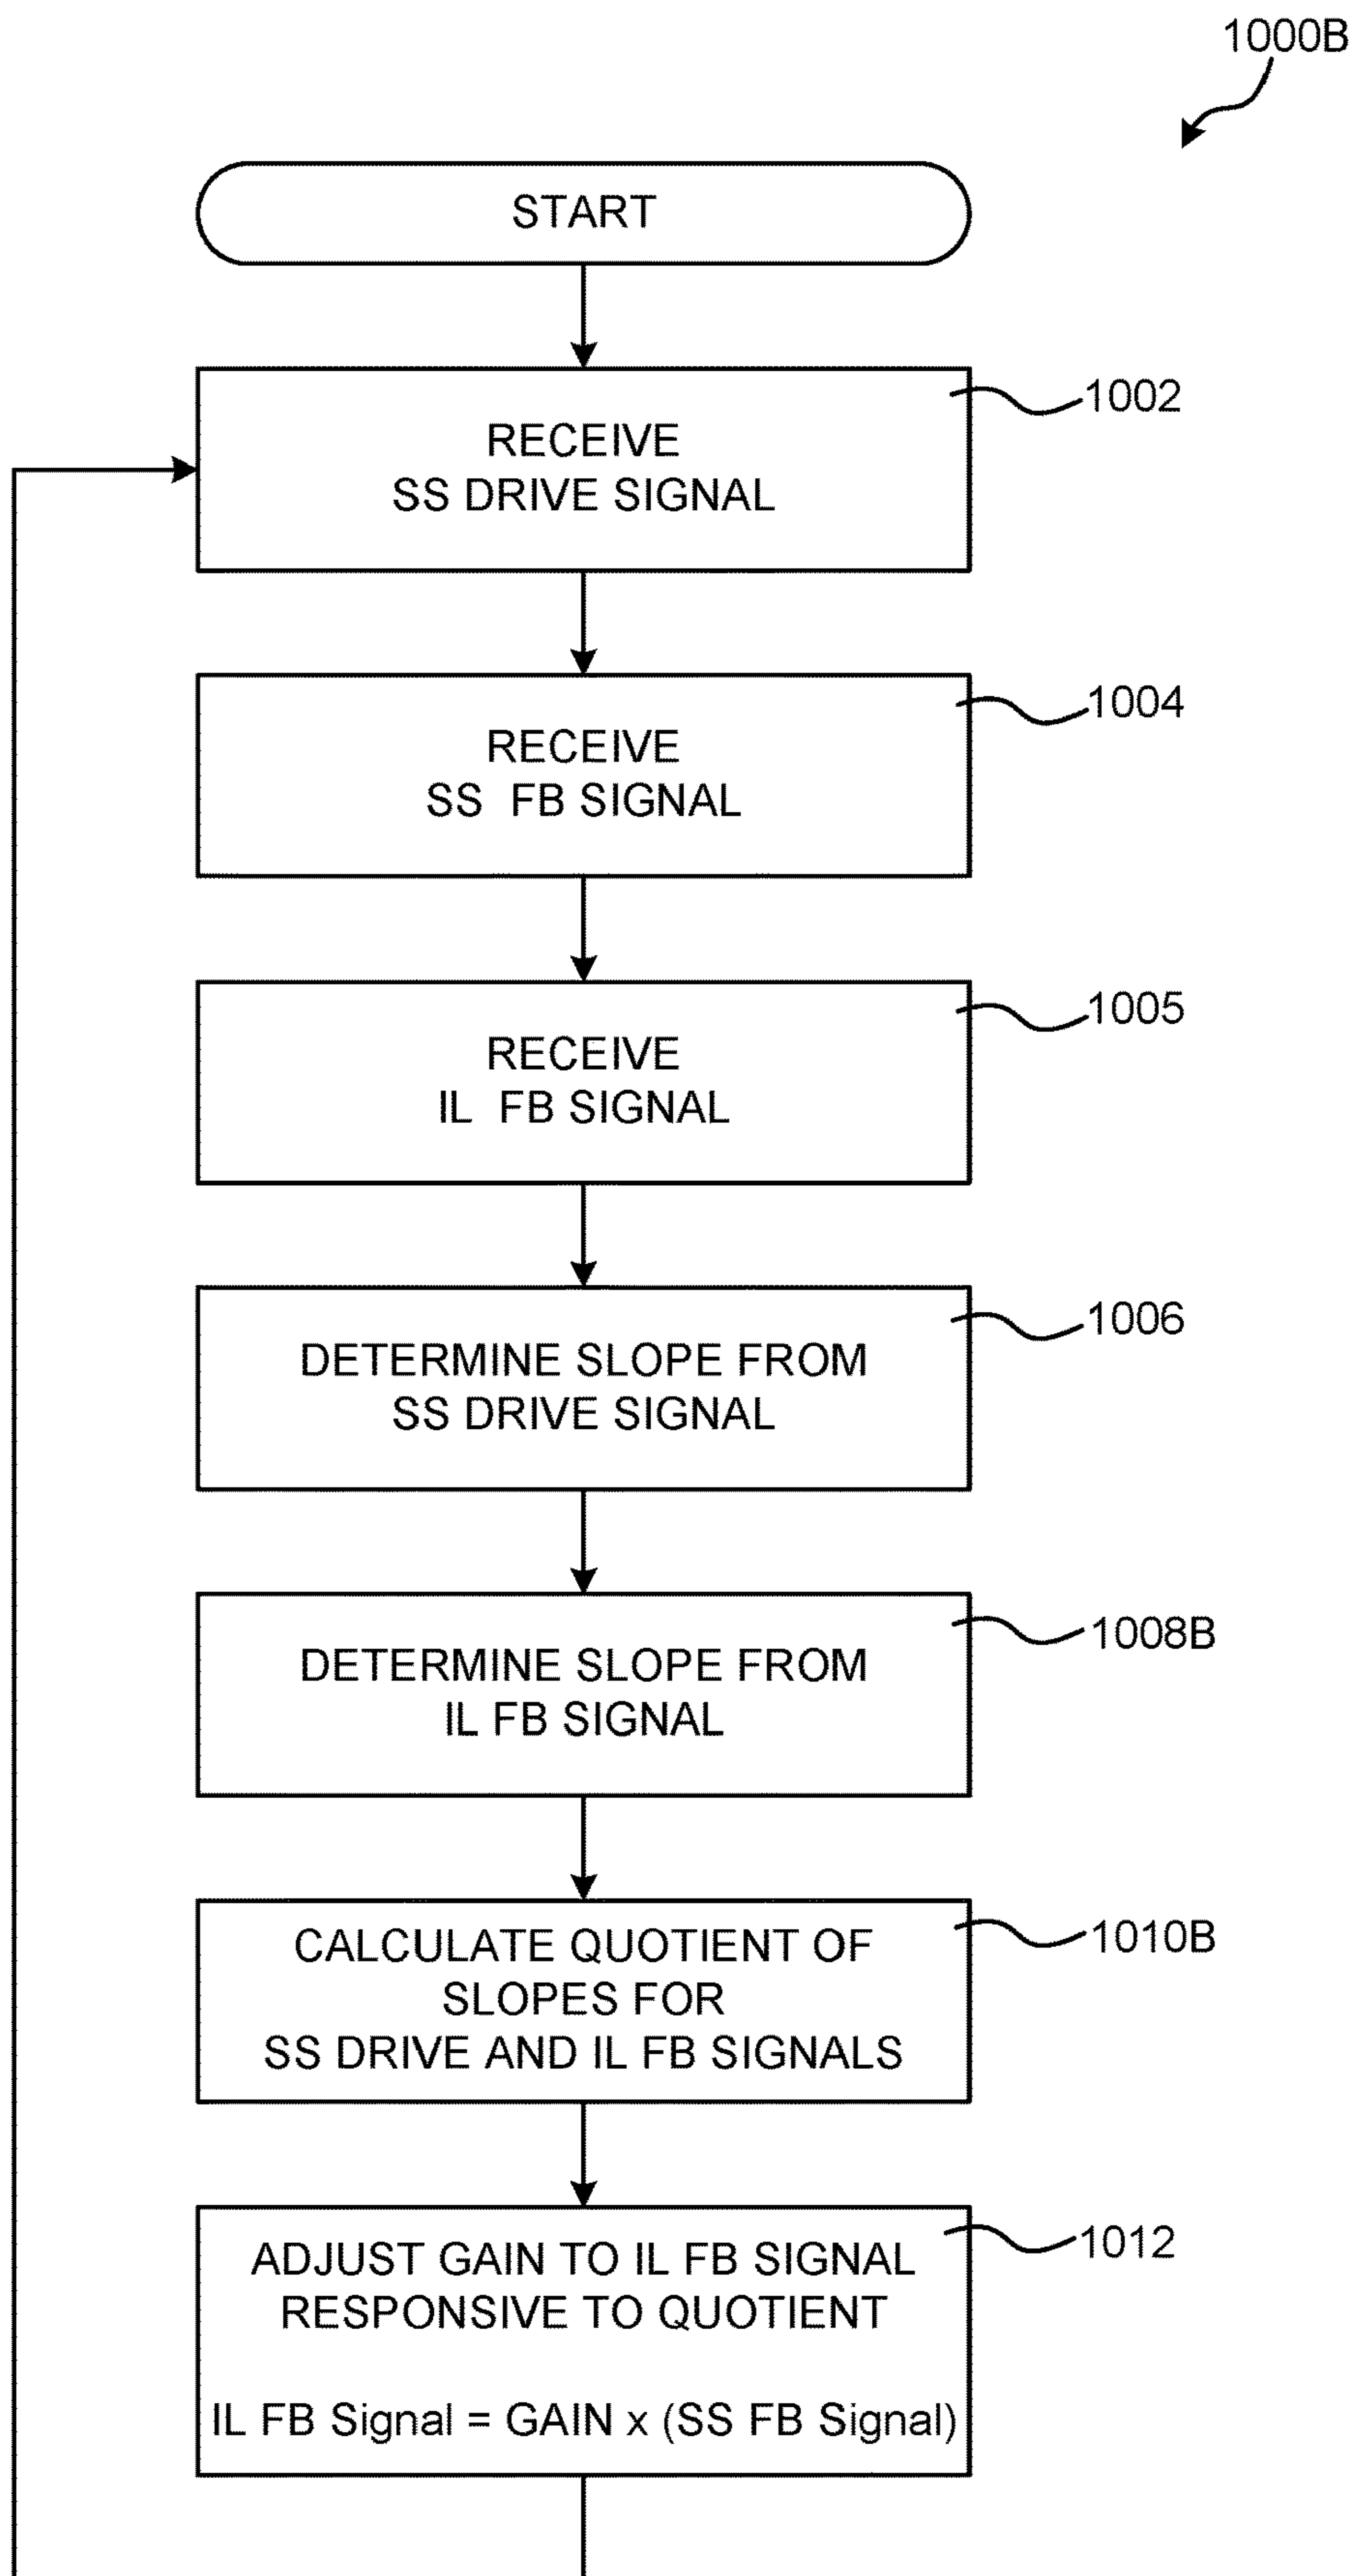 1000B
START
1002
RECEIVE
SS DRIVE SIGNAL
1004
RECEIVE
SS FB SIGNAL
1005
RECEIVE
IL FB SIGNAL
1006
DETERMINE SLOPE FROM
SS DRIVE SIGNAL
1008B
DETERMINE SLOPE FROM
IL FB SIGNAL
1010B
CALCULATE QUOTIENT OF
SLOPES FOR
SS DRIVE AND IL FB SIGNALS
1012
ADJUST GAIN TO IL FB SIGNAL
RESPONSIVE TO QUOTIENT
IL FB Signal = GAIN x (SS FB Signal)